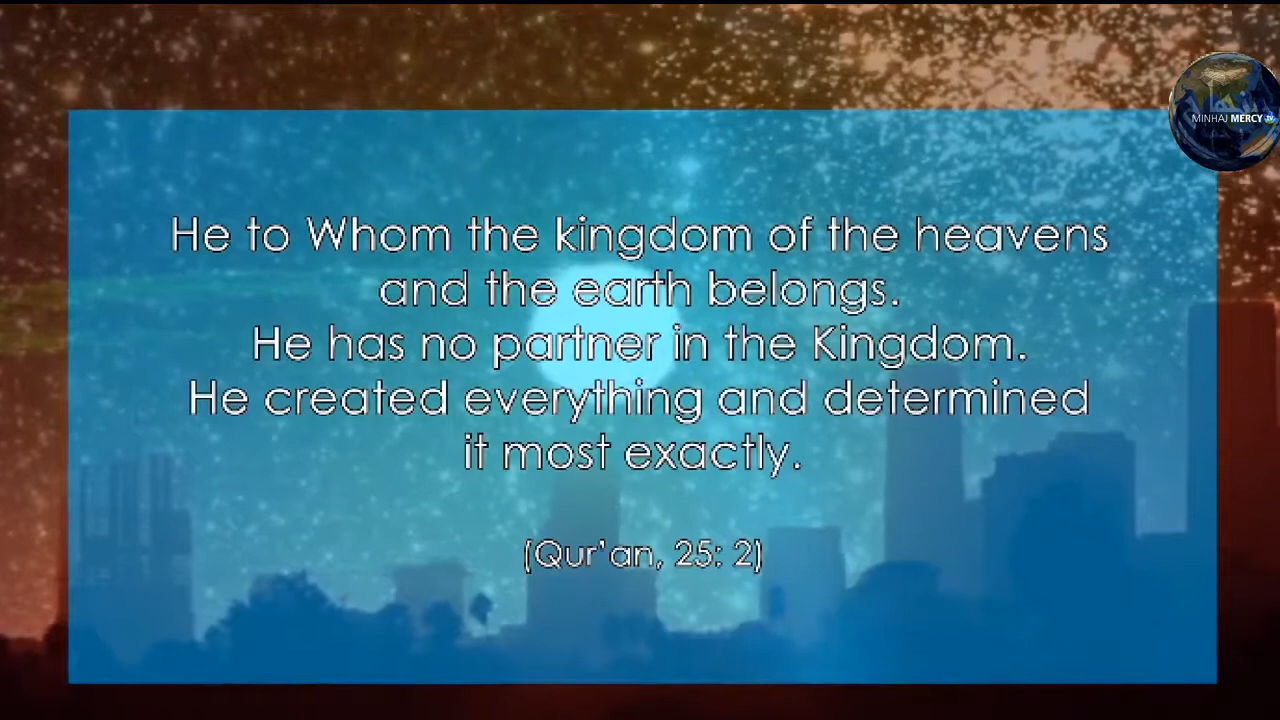 MINHAJ MERCY tv
He to Whom the kingdom of the heavens
and the earth belongs.
He has no partner in the Kingdom.
He created everything and determined
it most exactly.
(Qur'an, 25: 2)